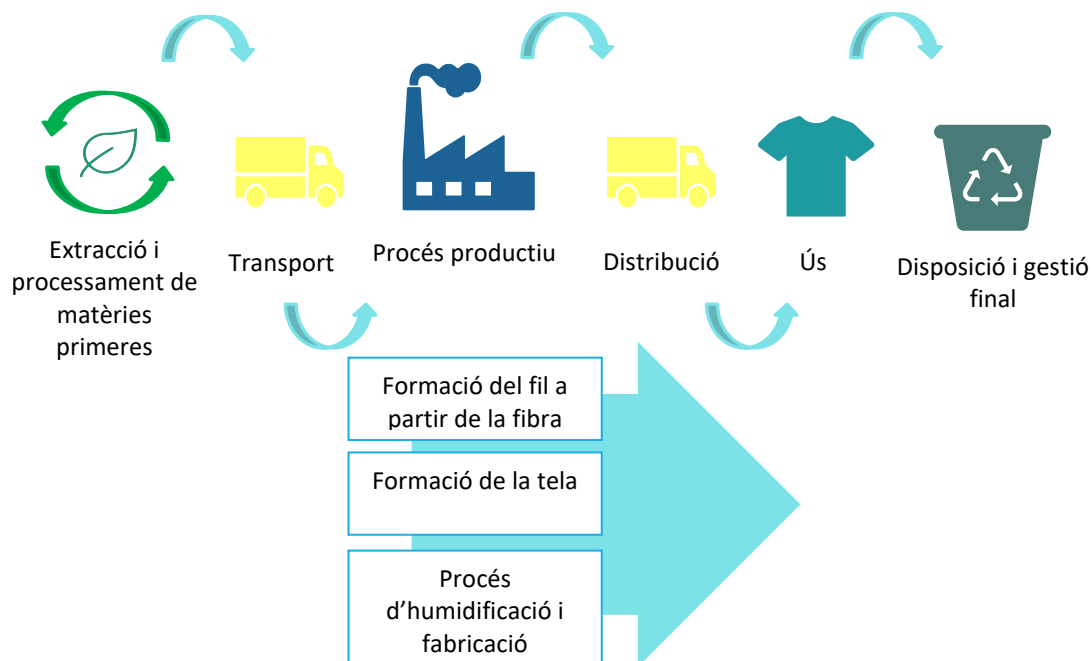 Extracció i
processament de
matèries
primeres
Transport
Procés productiu
Distribució
Ús
Disposició i gestió
final
Formació del fil a
partir de la fibra
Formació de la tela
Procés
d’humidificació i
fabricació